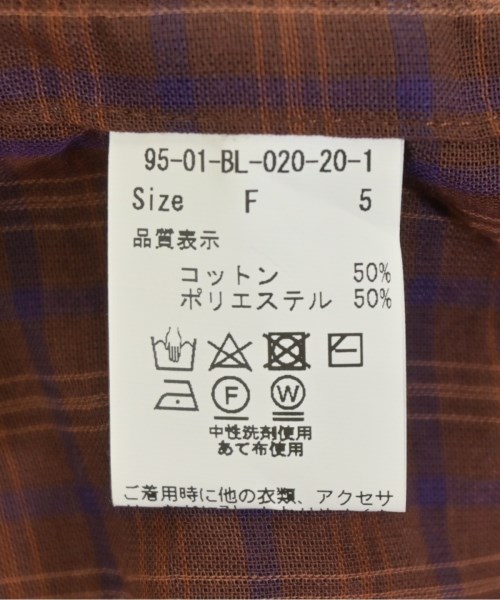 95-01-BL-020-20-1
Size F 5
品質表示
コットン 50%
ポリエステル 50%
F W
中性洗剤使用
あて布使用
ご着用時に他の衣類、アクセサ